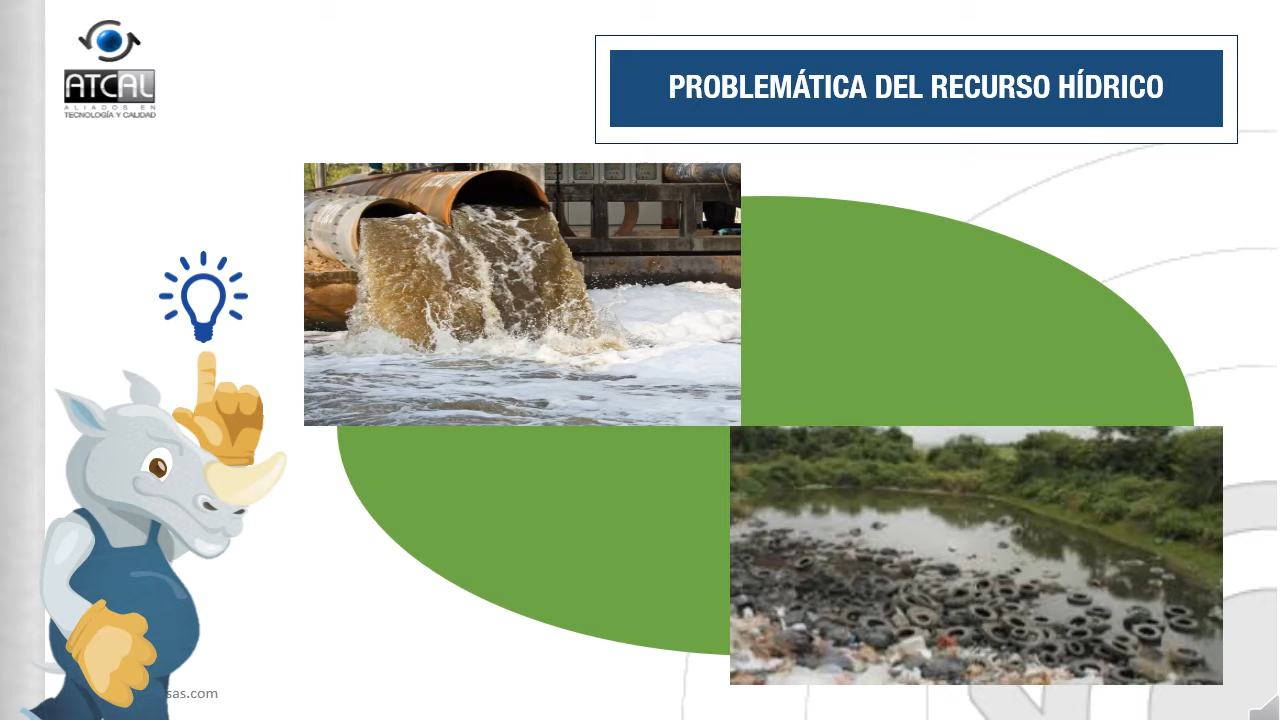 ATCAL
ALIADOS EN
TECNOLOGÍA Y CALIDAD
PROBLEMÁTICA DEL RECURSO HÍDRICO
sas.com